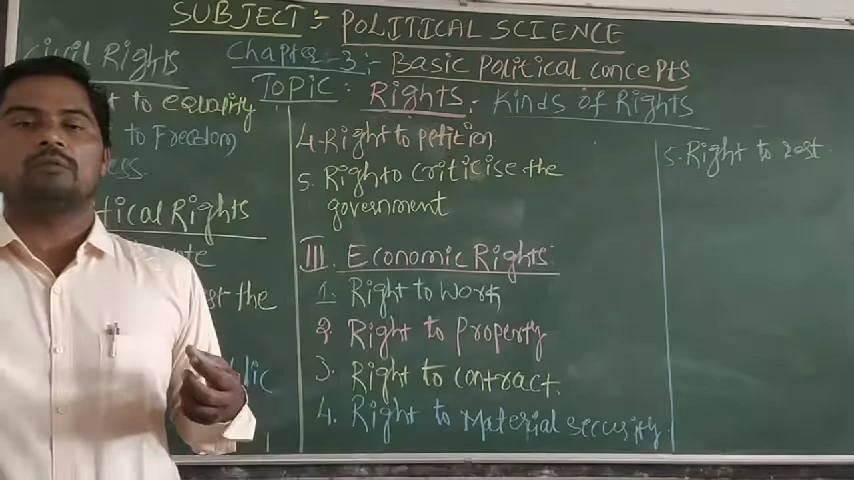 SUBJECT :- POLITICAL SCIENCE
Chapter - 3 :- BASIC POLITICAL CONCEPTS
TOPIC : RIGHTS :- Kinds of Rights
Civil Rights
to equality
to Freedom
tical Rights
the
lic
4. Right to petition
5. Right to criticise the
government
III Economic Rights:
1. Right to Work
2. Right to Property
3. Right to contract
4. Right to Material Security
5. Right to rest